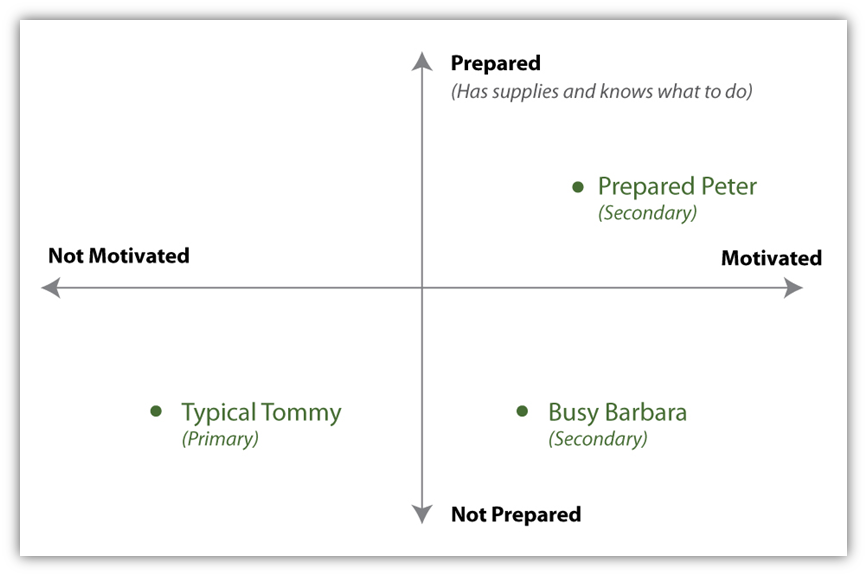 Prepared
(Has supplies and knows what to do)
Prepared Peter
(Secondary)
Not Motivated
Motivated
Typical Tommy
(Primary)
Busy Barbara
(Secondary)
Not Prepared